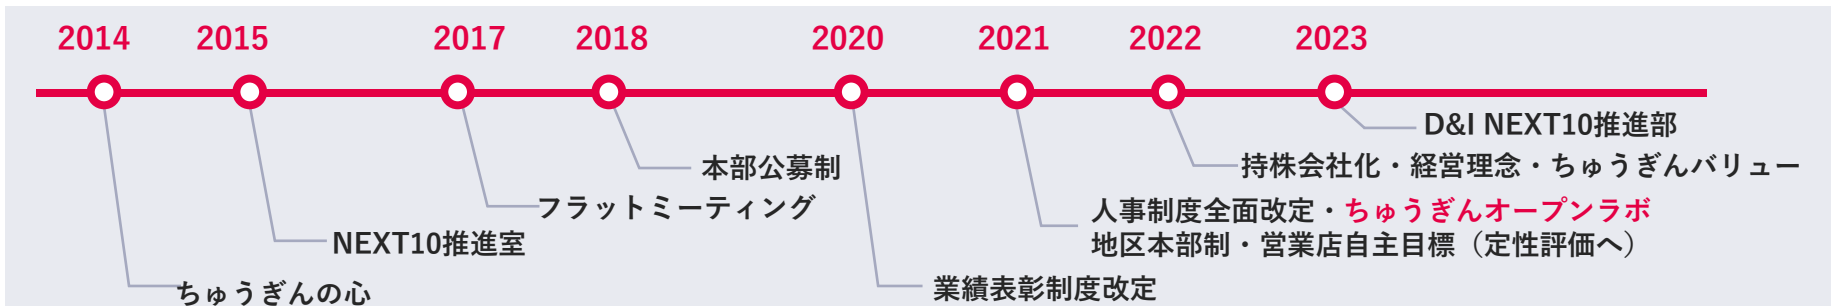 2014 2015 2017 2018 2020 2021 2022 2023
D&I NEXT10推進部
本部公募制
持株会社化・経営理念・ちゅうぎんバリュー
フラットミーティング
人事制度全面改定・ちゅうぎんオープンラボ
NEXT10推進室
地区本部制・営業店自主目標（定性評価へ）
ちゅうぎんの心
業績表彰制度改定